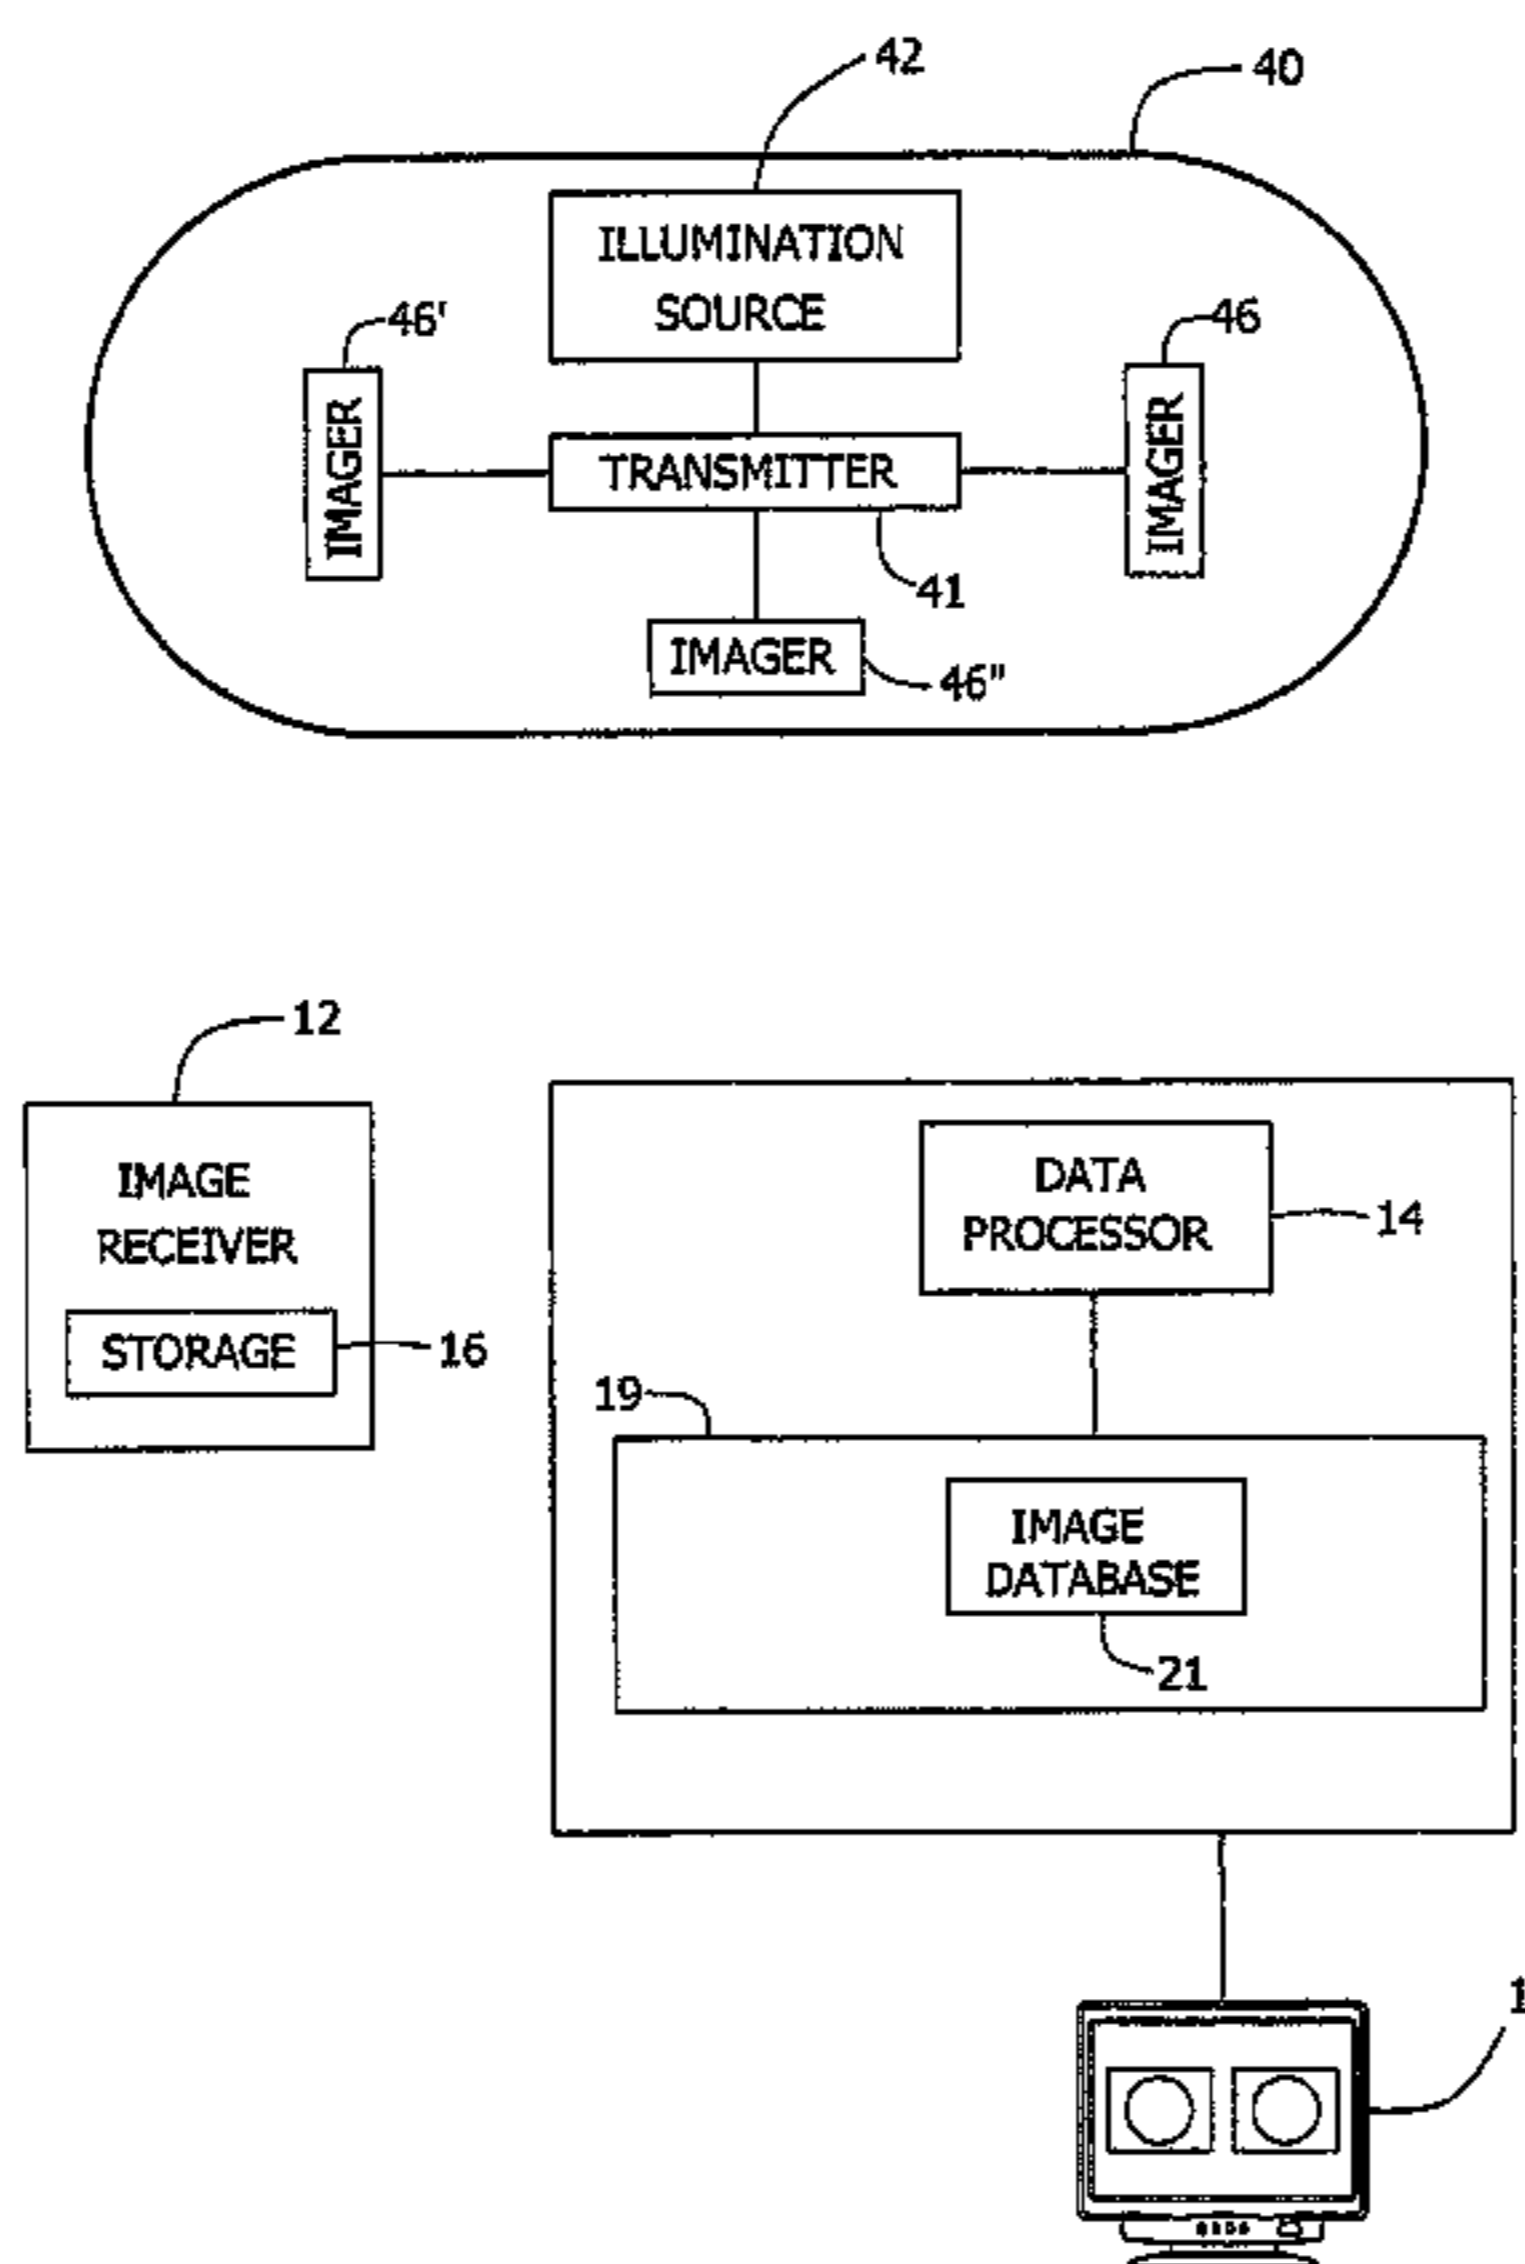 42
40
ILLUMINATION
SOURCE
46'
46
IMAGER
TRANSMITTER
IMAGER
41
IMAGER
46"
12
IMAGE
RECEIVER
STORAGE
16
DATA
PROCESSOR
14
19
IMAGE
DATABASE
21
1